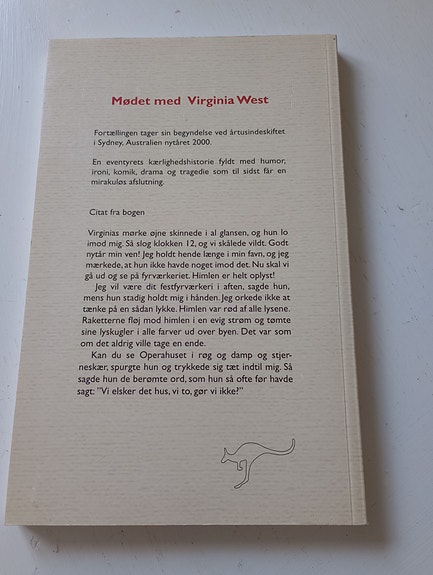 Mødet med Virginia West
Fortællingen tager sin begyndelse ved årtusindeskiftet
i Sydney, Australien nytåret 2000.
En eventyrets kærlighedshistorie fyldt med humor,
ironi, komik, drama og tragedie som til sidst får en
mirakuløs afslutning.
Citat fra bogen
Virginias mørke øjne skinnede i al glansen, og hun lo
imod mig. Så slog klokken 12, og vi skålede vildt. Godt
nytår min ven! Jeg holdt hende længe i min favn, og jeg
mærkede, at hun ikke havde noget imod det. Nu skal vi
gå ud og se på fyrværkeriet. Himlen er helt oplyst!
Jeg vil være dit festfyrværkeri i aften, sagde hun,
mens hun stadig holdt mig i hånden. Jeg orkede ikke at
tænke på en sådan lykke. Himlen var rød af alle lysene.
Raketterne fløj mod himlen i en evig strøm og tømte
sine lyskugler i alle farver ud over byen. Det var som
om det aldrig ville tage en ende.
Kan du se Operahuset i røg og damp og stjer-
neskær, spurgte hun og trykkede sig tæt indtil mig. Så
sagde hun de berømte ord, som hun så ofte før havde
sagt: "Vi elsker det hus, vi to, gør vi ikke?"